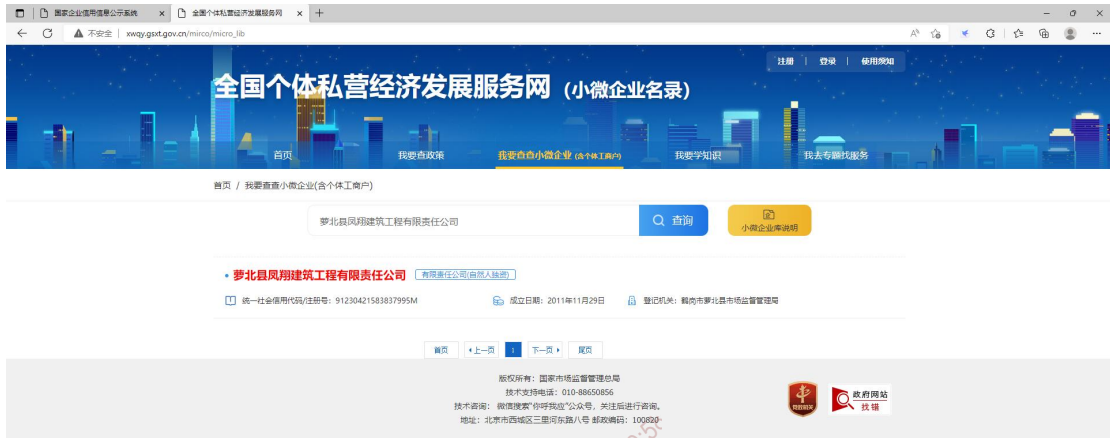 国家企业信用信息公示系统
全国个体私营经济发展服务网
不安全 | xwqy.gsxt.gov.cn/mirco/micro_lib
注册 | 登录 | 使用须知
全国个体私营经济发展服务网 (小微企业名录)
首页 我要查政策 我要查查小微企业 (含个体工商户) 我要学知识 我去专题找服务
首页 / 我要查查小微企业(含个体工商户)
萝北县凤翔建筑工程有限责任公司
查询
小微企业库说明
萝北县凤翔建筑工程有限责任公司 有限责任公司(自然人独资)
统一社会信用代码/注册号: 91230421583837995M 成立日期: 2011年11月29日 登记机关: 鹤岗市萝北县市场监督管理局
首页 上一页 1 下一页 尾页
版权所有: 国家市场监督管理总局
技术支持电话: 010-88650856
技术咨询: 微信搜索"你呼我应"公众号, 关注后进行咨询。
地址: 北京市西城区三里河东路八号 邮政编码: 100820
党政机关
政府网站
找错